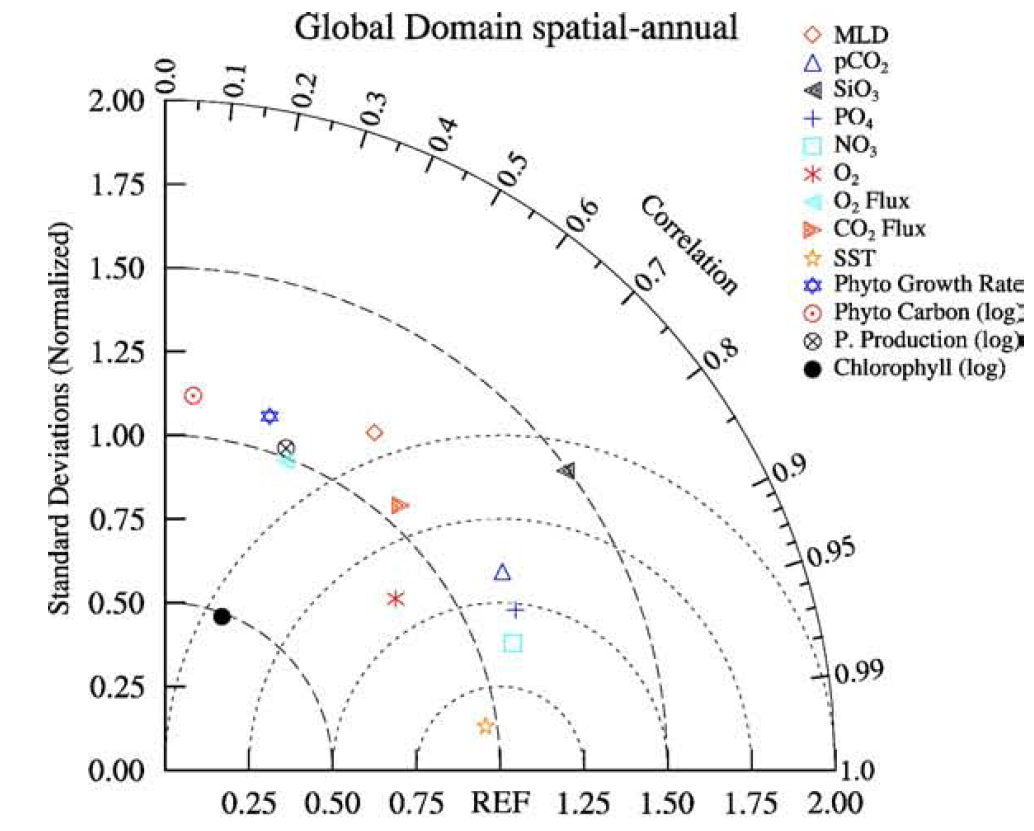 Global Domain spatial-annual
MLD
pCO₂
SiO₃
PO₄
NO₃
O₂
O₂ Flux
CO₂ Flux
SST
Phyto Growth Rate
Phyto Carbon (log)
P. Production (log)
Chlorophyll (log)
0.0
0.1
0.2
0.3
0.4
0.5
0.6
0.7
0.8
0.9
0.95
0.99
1.0
Correlation
Standard Deviations (Normalized)
2.00
1.75
1.50
1.25
1.00
0.75
0.50
0.25
0.00
0.25 0.50 0.75 REF 1.25 1.50 1.75 2.00